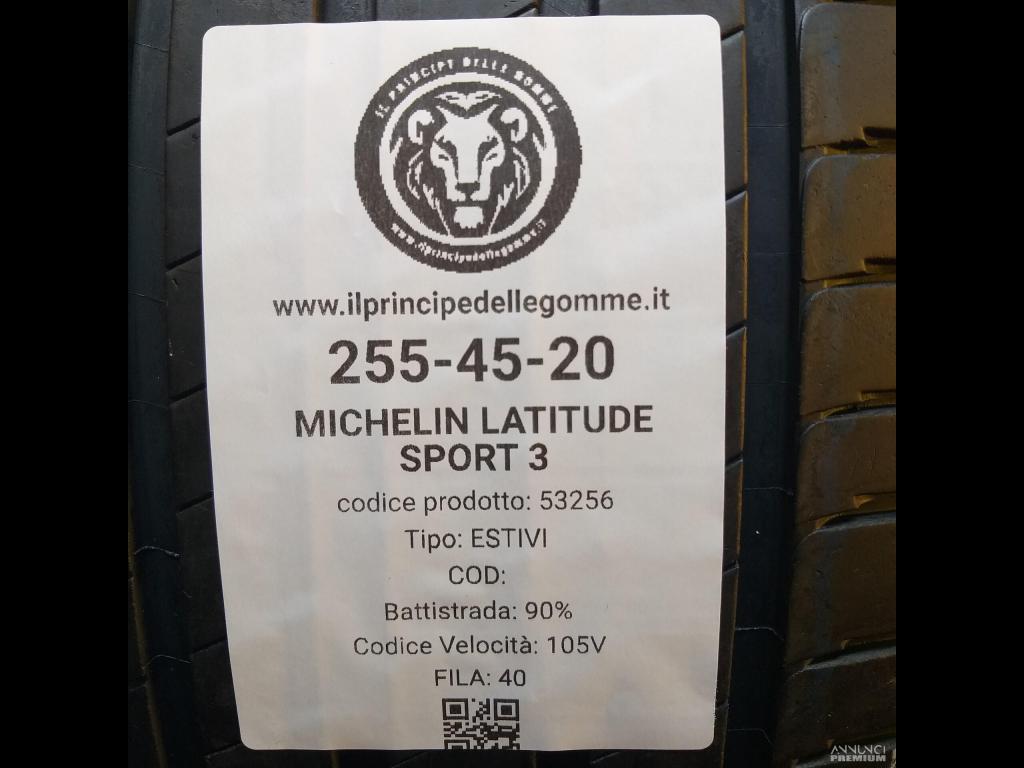 IL PRINCIPE DELLE GOMME
www.ilprincipedellegomme.it
www.ilprincipedellegomme.it
255-45-20
MICHELIN LATITUDE
SPORT 3
codice prodotto: 53256
Tipo: ESTIVI
COD:
Battistrada: 90%
Codice Velocità: 105V
FILA: 40
ANNUNCI
PREMIUM